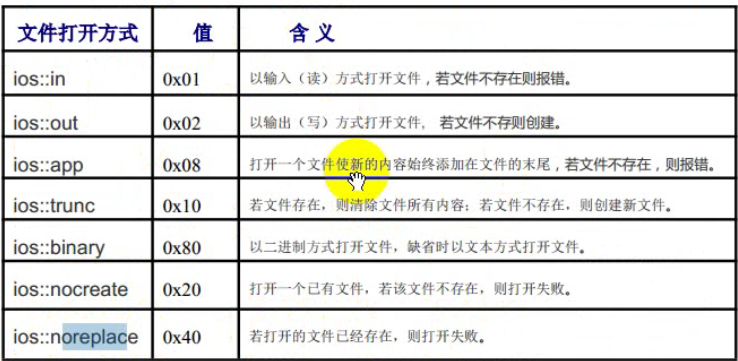 文件打开方式 值 含 义
ios::in 0x01 以输入（读）方式打开文件，若文件不存在则报错。
ios::out 0x02 以输出（写）方式打开文件， 若文件不存则创建。
ios::app 0x08 打开一个文件使新的内容始终添加在文件的末尾，若文件不存在，则报错。
ios::trunc 0x10 若文件存在，则清除文件所有内容；若文件不存在，则创建新文件。
ios::binary 0x80 以二进制方式打开文件，缺省时以文本方式打开文件。
ios::nocreate 0x20 打开一个已有文件，若该文件不存在，则打开失败。
ios::noreplace 0x40 若打开的文件已经存在，则打开失败。